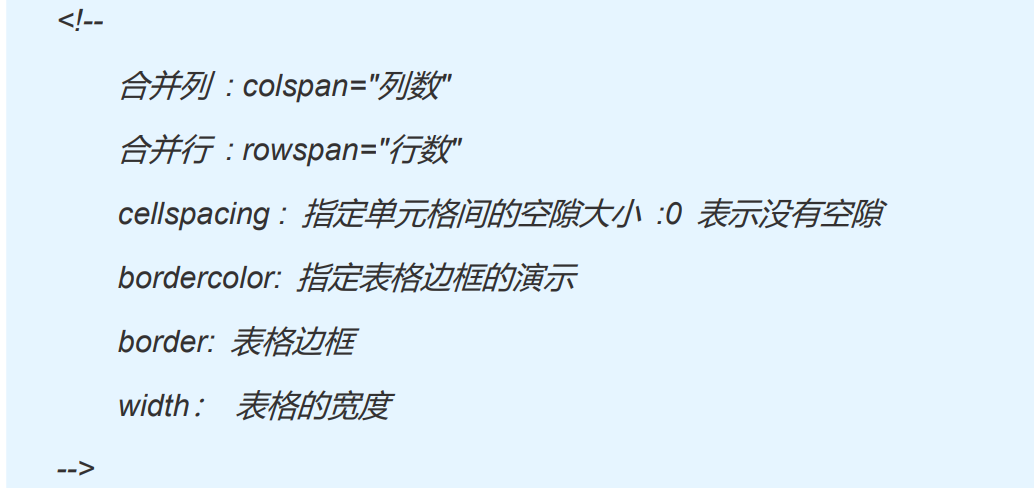 <!--
合并列 : colspan="列数"
合并行 : rowspan="行数"
cellspacing : 指定单元格间的空隙大小 :0 表示没有空隙
bordercolor: 指定表格边框的演示
border: 表格边框
width： 表格的宽度
-->